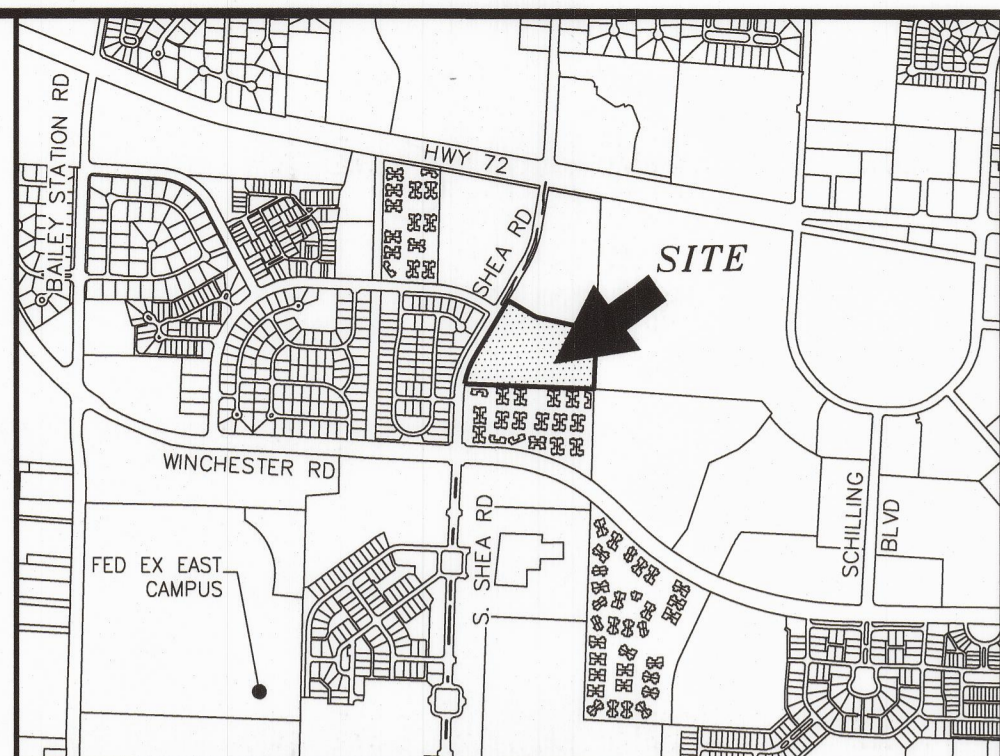 BAILEY STATION RD
HWY 72
SHEA RD
SITE
WINCHESTER RD
S. SHEA RD
SCHILLING
BLVD
FED EX EAST
CAMPUS